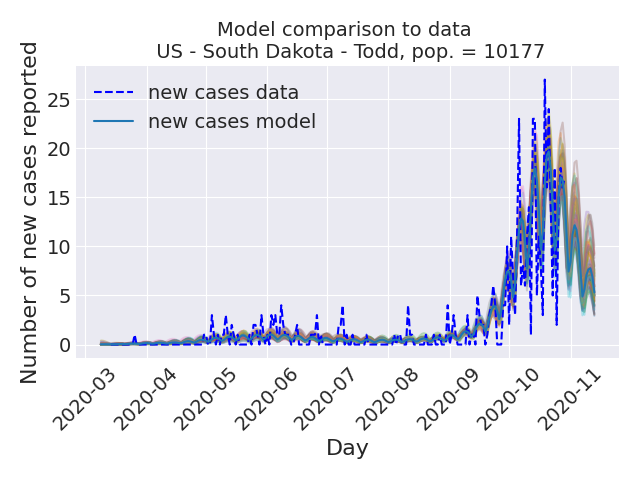 Model comparison to data
US - South Dakota - Todd, pop. = 10177
Number of new cases reported
25
20
15
10
5
0
new cases data
new cases model
2020-03
2020-04
2020-05
2020-06
2020-07
2020-08
2020-09
2020-10
2020-11
Day